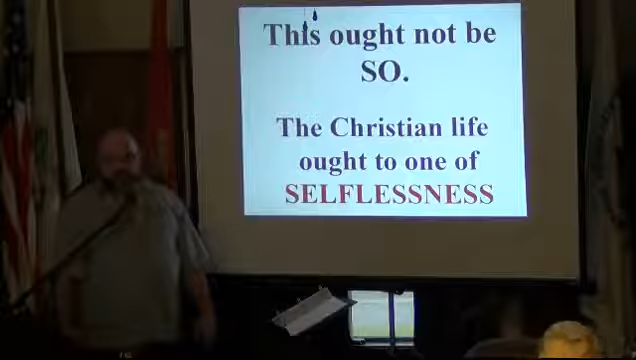 This ought not be
SO.
The Christian life
ought to one of
SELFLESSNESS